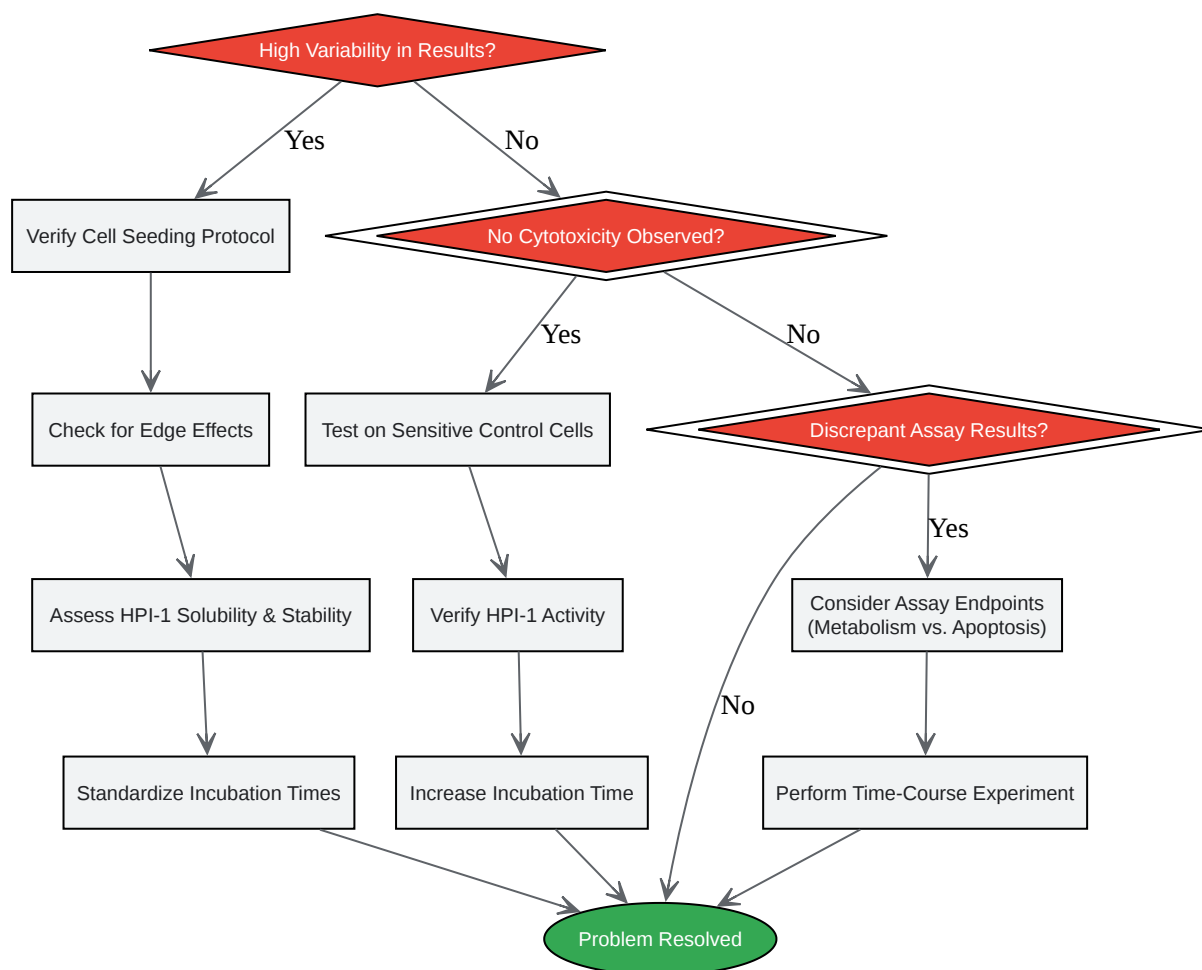 High Variability in Results?
Yes
No
Verify Cell Seeding Protocol
No Cytotoxicity Observed?
Yes
No
Check for Edge Effects
Test on Sensitive Control Cells
Discrepant Assay Results?
Yes
Assess HPI-1 Solubility & Stability
Verify HPI-1 Activity
Consider Assay Endpoints
(Metabolism vs. Apoptosis)
No
Standardize Incubation Times
Increase Incubation Time
Perform Time-Course Experiment
Problem Resolved